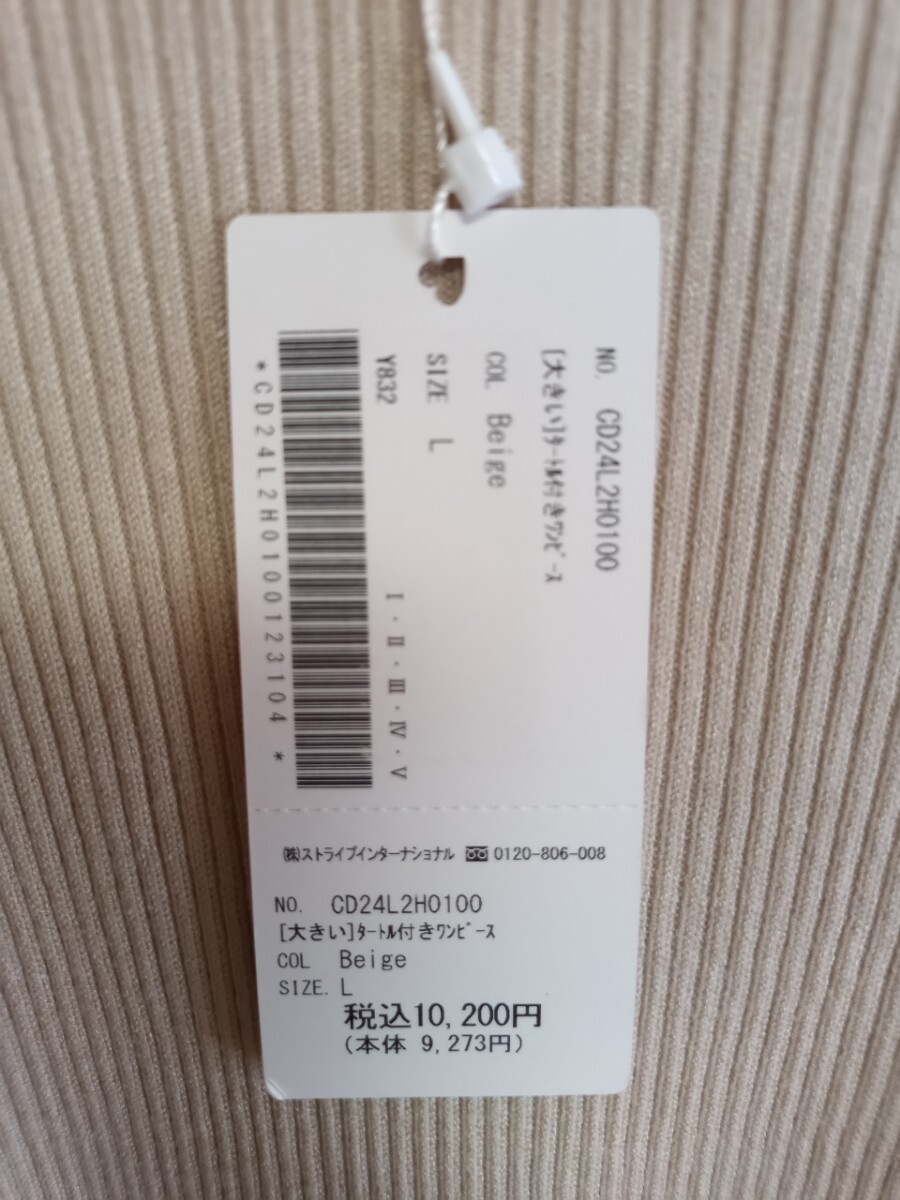 NO. CD24L2H0100
[大きい]ﾀｰﾄﾙ付きﾜﾝﾋﾟｰｽ
COL Beige
SIZE L
Y832 Ⅰ・Ⅱ・Ⅲ・Ⅳ・Ⅴ
*CD24L2H0100123104*
㈱ストライプインターナショナル 0120-806-008
NO. CD24L2H0100
[大きい]ﾀｰﾄﾙ付きﾜﾝﾋﾟｰｽ
COL Beige
SIZE. L
税込10,200円
(本体 9,273円)